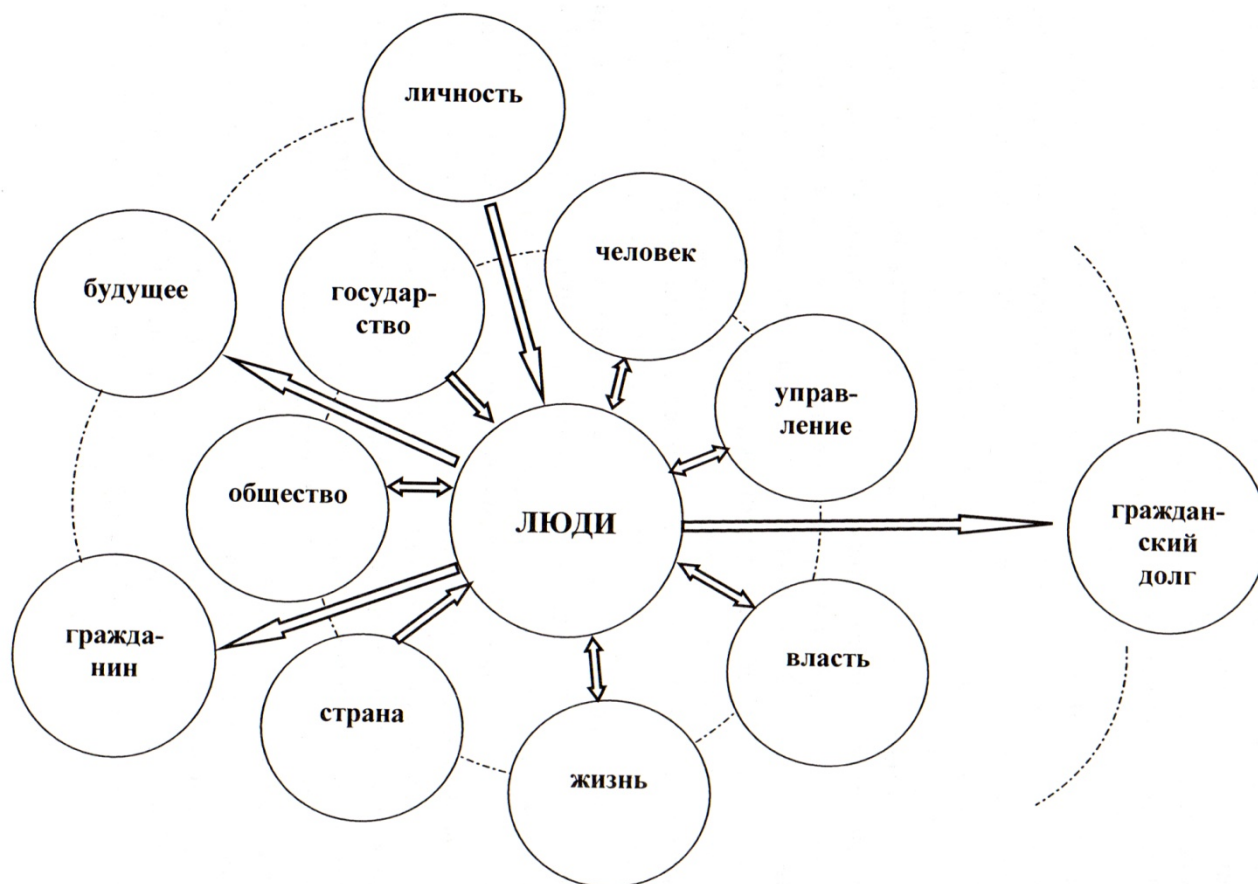 личность
человек
будущее
государ-
ство
управ-
ление
общество
ЛЮДИ
граждан-
ский
долг
гражда-
нин
власть
страна
жизнь